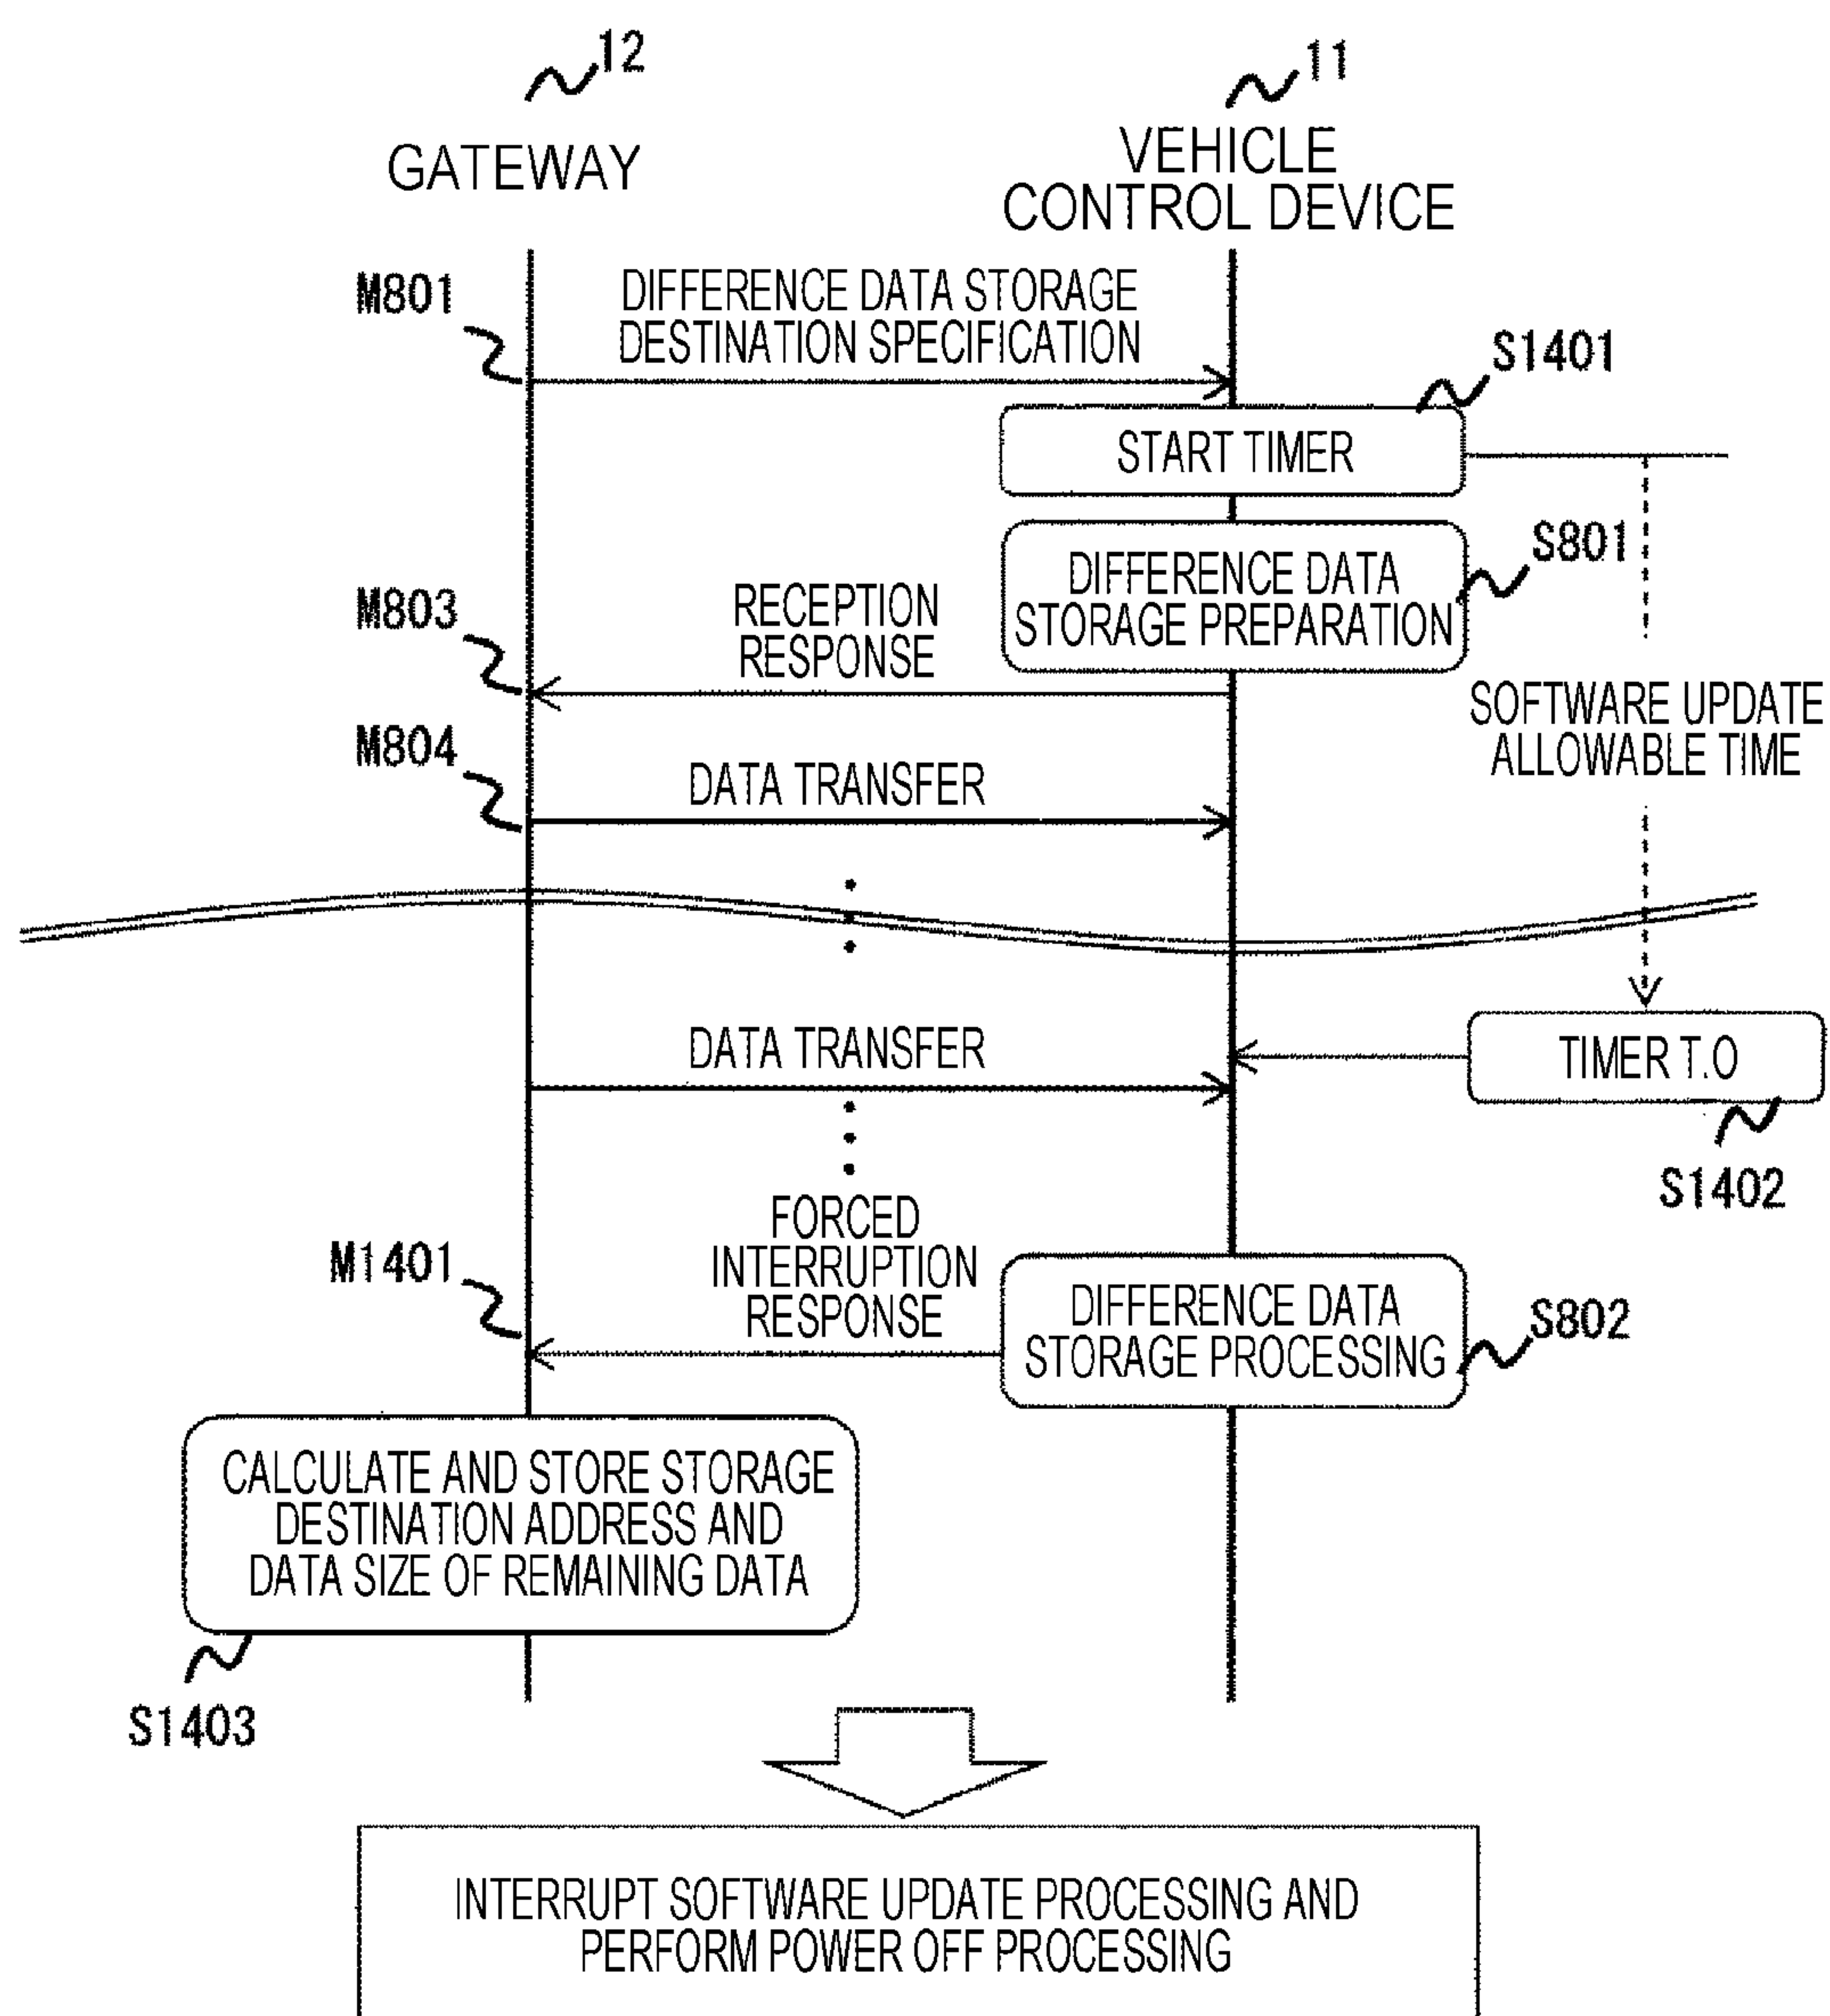 12
11
GATEWAY
VEHICLE
CONTROL DEVICE
M801
DIFFERENCE DATA STORAGE
DESTINATION SPECIFICATION
S1401
START TIMER
S801
DIFFERENCE DATA
STORAGE PREPARATION
M803
RECEPTION
RESPONSE
SOFTWARE UPDATE
ALLOWABLE TIME
M804
DATA TRANSFER
DATA TRANSFER
TIMER T.O
S1402
FORCED
INTERRUPTION
RESPONSE
M1401
DIFFERENCE DATA
STORAGE PROCESSING
S802
CALCULATE AND STORE STORAGE
DESTINATION ADDRESS AND
DATA SIZE OF REMAINING DATA
S1403
INTERRUPT SOFTWARE UPDATE PROCESSING AND
PERFORM POWER OFF PROCESSING